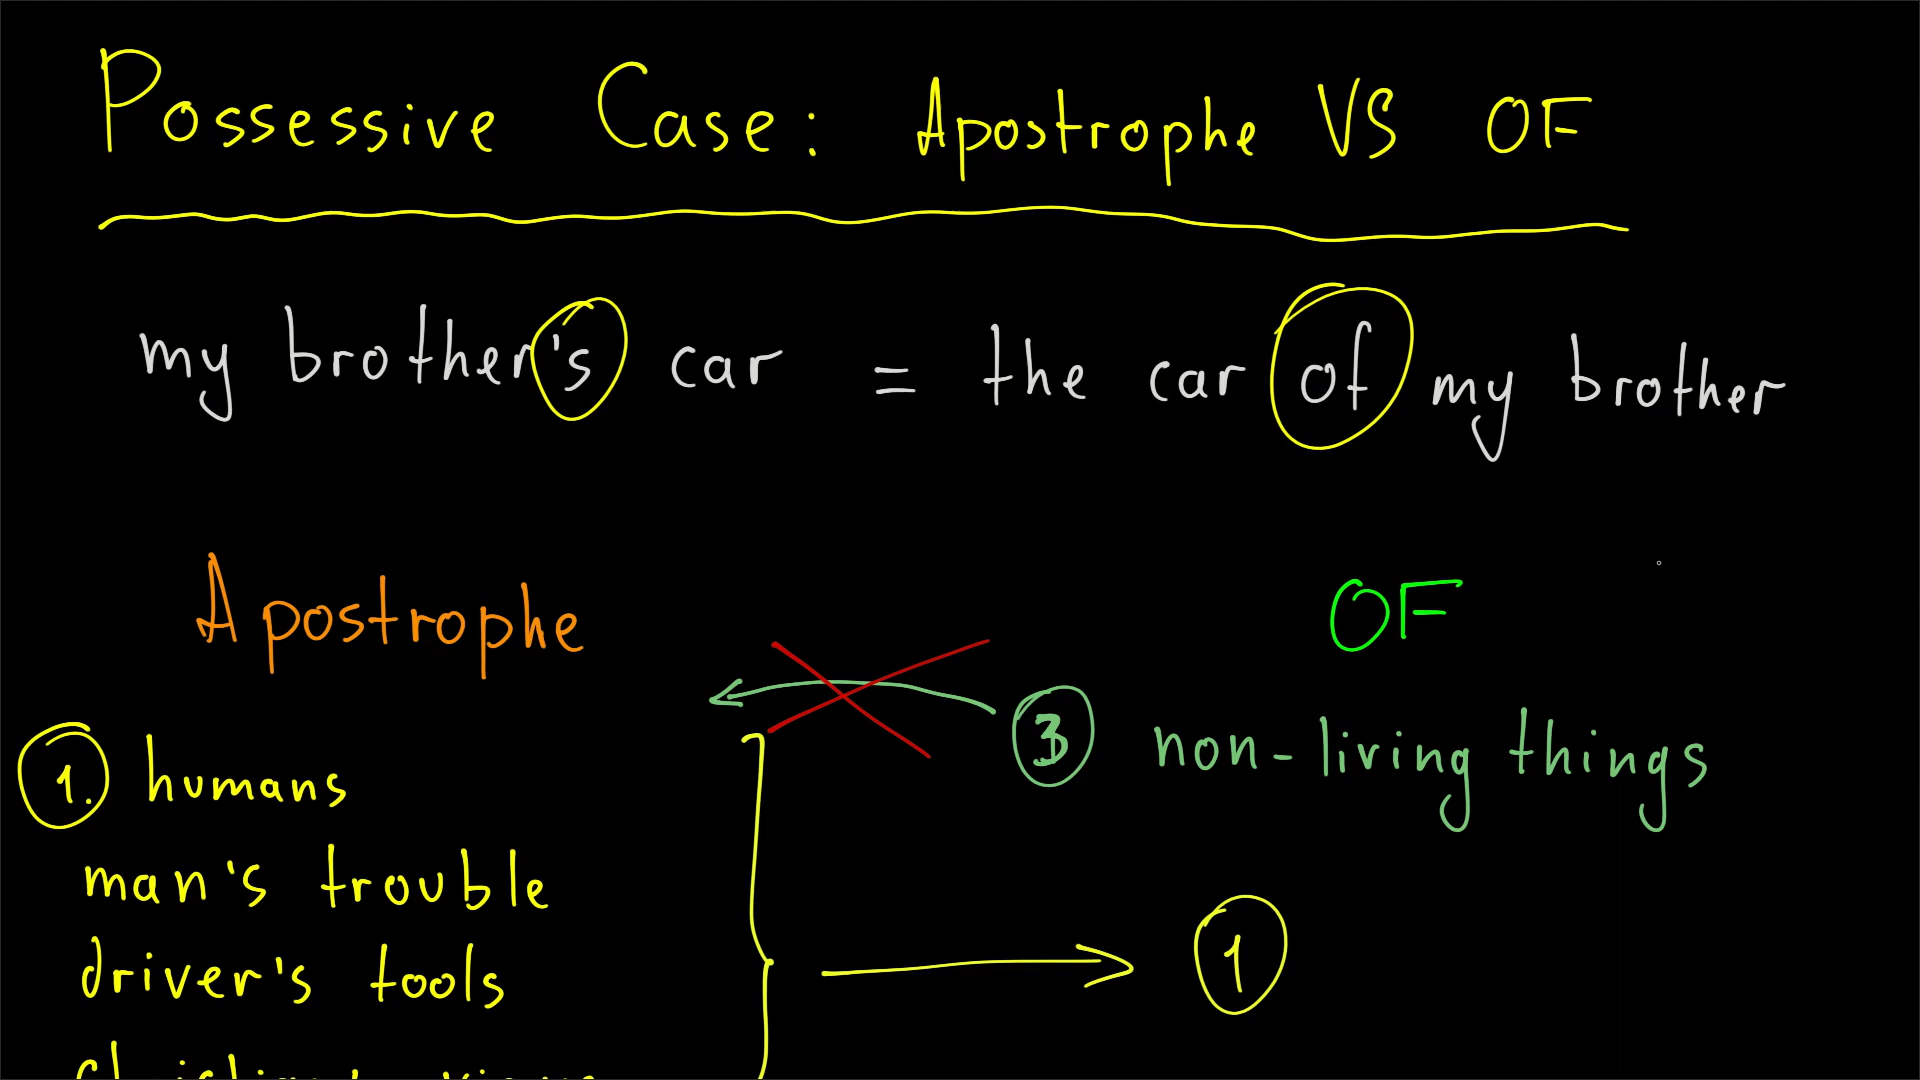 Possessive Case: Apostrophe VS OF
my brother's car = the car of my brother
Apostrophe
OF
3 non-living things
1. humans
man's trouble
driver's tools
1